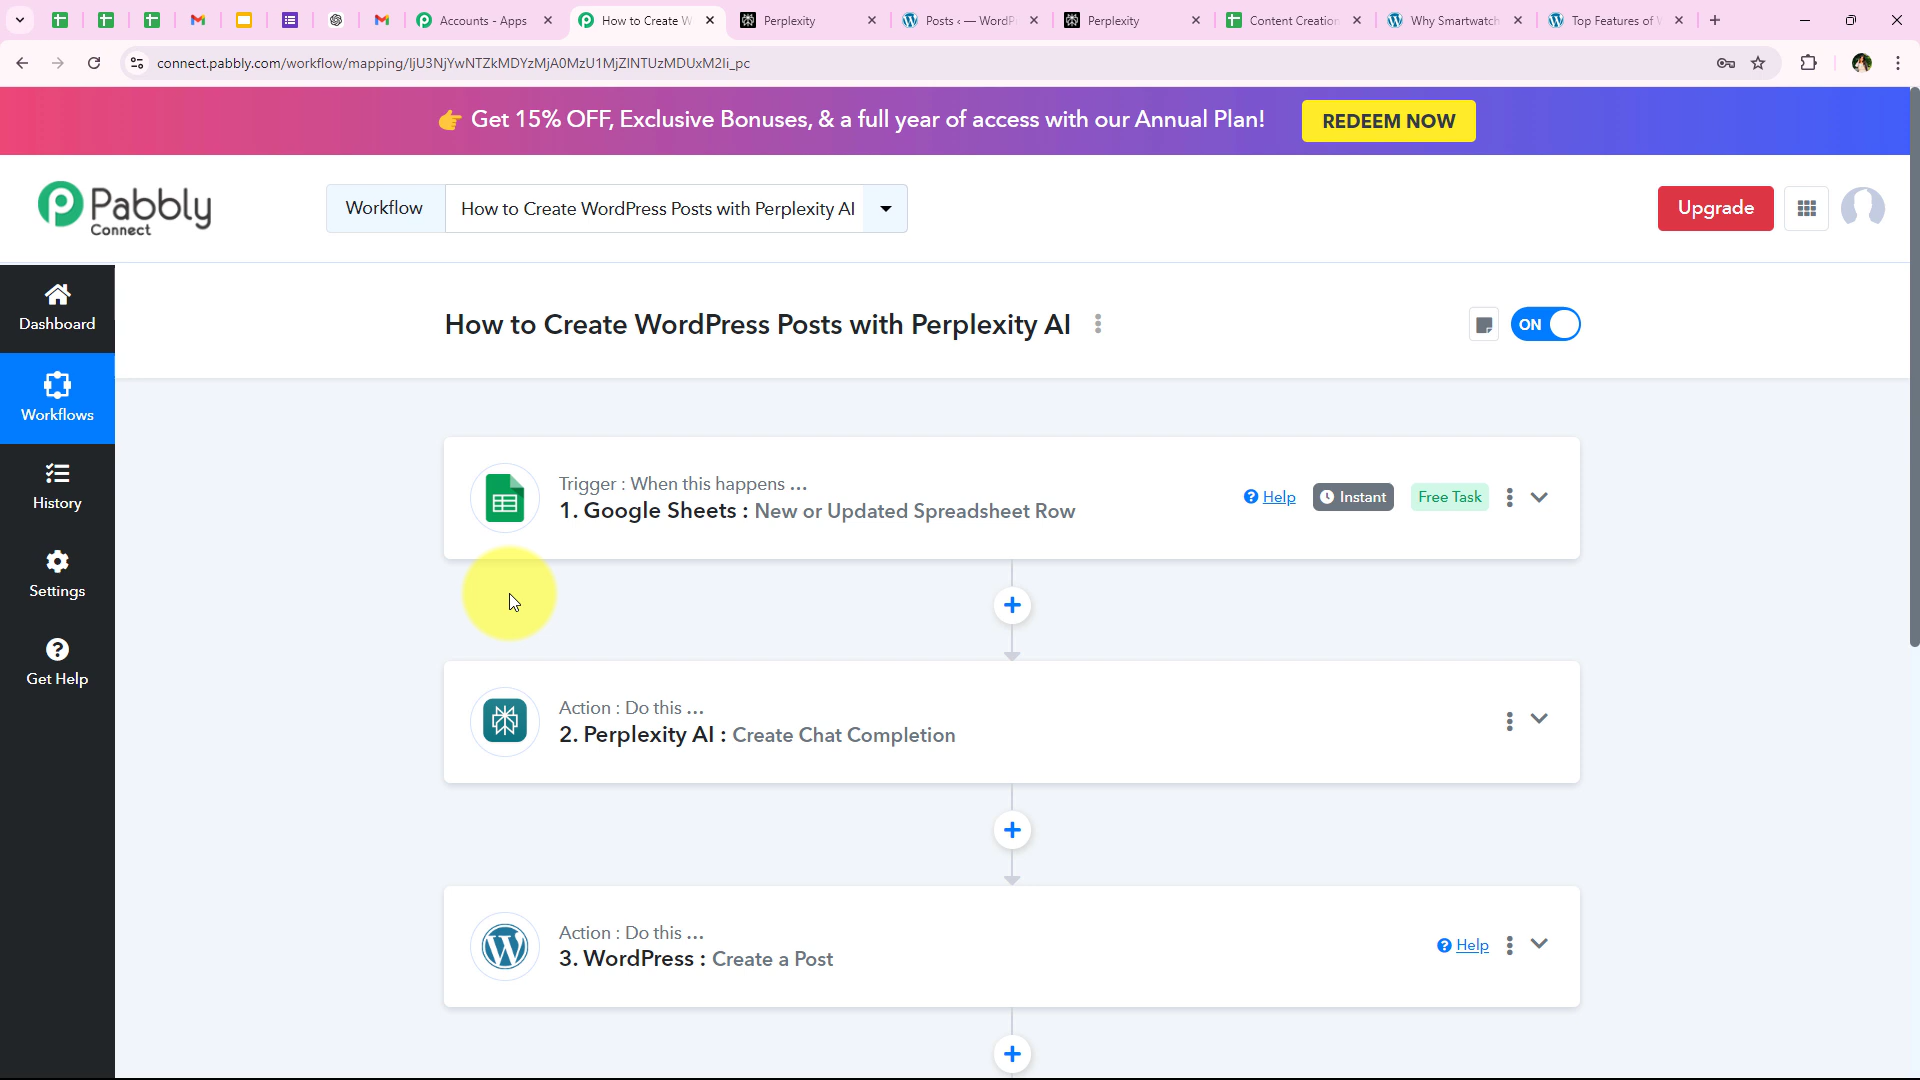 Accounts - Apps
How to Create W
Perplexity
Posts ‹ — WordP
Perplexity
Content Creation
Why Smartwatch
Top Features of
connect.pabbly.com/workflow/mapping/
👉 Get 15% OFF, Exclusive Bonuses, & a full year of access with our Annual Plan!
REDEEM NOW
Pabbly
Connect
Workflow
How to Create WordPress Posts with Perplexity AI
Upgrade
Dashboard
Workflows
History
Settings
Get Help
How to Create WordPress Posts with Perplexity AI
ON
Trigger : When this happens ...
1. Google Sheets : New or Updated Spreadsheet Row
Help
Instant
Free Task
Action : Do this ...
2. Perplexity AI : Create Chat Completion
Action : Do this ...
3. WordPress : Create a Post
Help